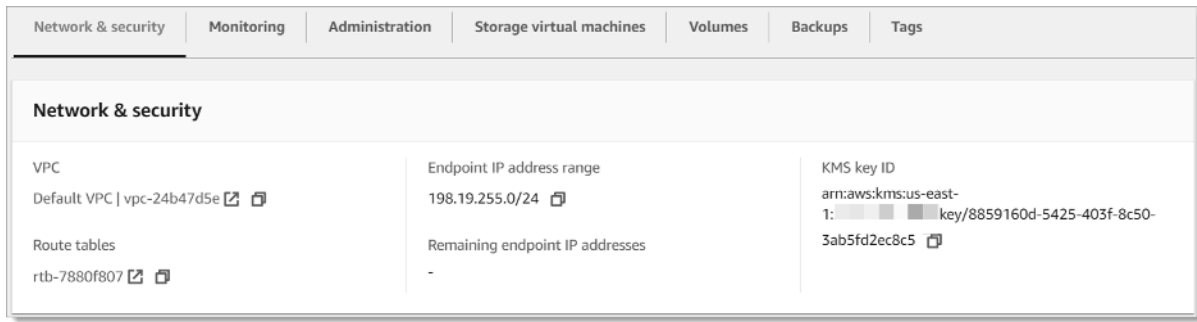 Network & security
Monitoring
Administration
Storage virtual machines
Volumes
Backups
Tags
Network & security
VPC
Default VPC | vpc-24b47d5e
Route tables
rtb-7880f807
Endpoint IP address range
198.19.255.0/24
Remaining endpoint IP addresses
-
KMS key ID
arn:aws:kms:us-east-
1: key/8859160d-5425-403f-8c50-
3ab5fd2ec8c5